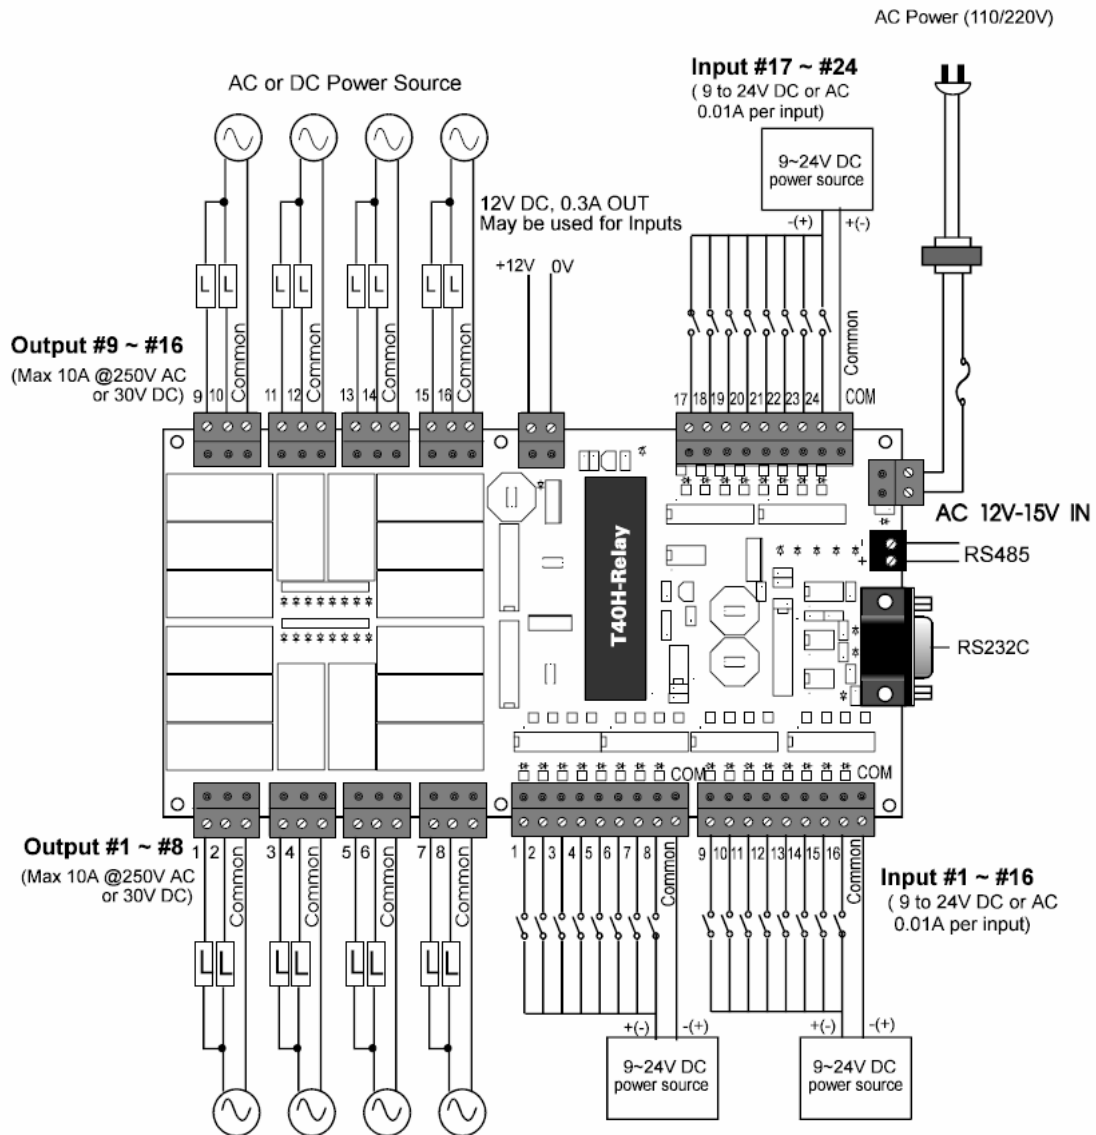 AC Power (110/220V)
AC or DC Power Source
Input #17 ~ #24
( 9 to 24V DC or AC
0.01A per input)
9~24V DC
power source
-(+)
+(-)
12V DC, 0.3A OUT
May be used for Inputs
+12V
0V
L
L
L
L
L
L
L
L
Common
Common
Common
Common
Common
Output #9 ~ #16
(Max 10A @250V AC
or 30V DC)
9
10
11
12
13
14
15
16
17
18
19
20
21
22
23
24
COM
AC 12V-15V IN
-
+
RS485
T40H-Relay
RS232C
COM
COM
Output #1 ~ #8
(Max 10A @250V AC
or 30V DC)
1
2
3
4
5
6
7
8
Common
Common
Common
Common
L
L
L
L
L
L
L
L
1
2
3
4
5
6
7
8
Common
9
10
11
12
13
14
15
16
Common
Input #1 ~ #16
( 9 to 24V DC or AC
0.01A per input)
+(-)
-(+)
+(-)
-(+)
9~24V DC
power source
9~24V DC
power source